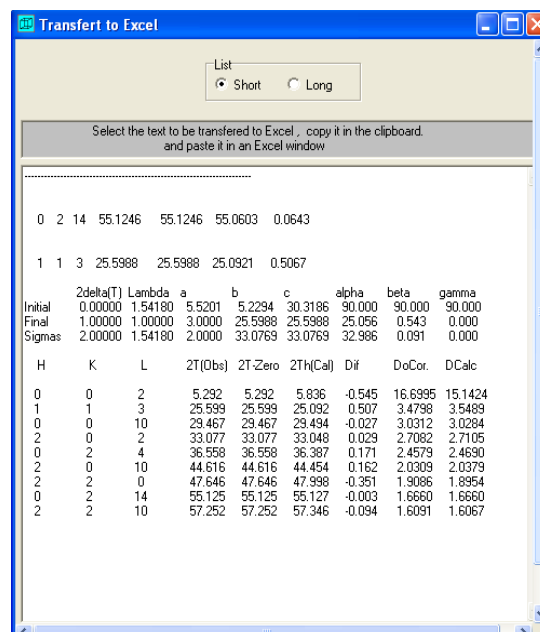 Transfert to Excel
List
Short Long
Select the text to be transfered to Excel , copy it in the clipboard.
and paste it in an Excel window
--------------------------------------------------------------------------
0 2 14 55.1246 55.1246 55.0603 0.0643
1 1 3 25.5988 25.5988 25.0921 0.5067
2delta(T) Lambda a b c alpha beta gamma
Initial 0.00000 1.54180 5.5201 5.2294 30.3186 90.000 90.000 90.000
Final 1.00000 1.00000 3.0000 25.5988 25.5988 25.056 0.543 0.000
Sigmas 2.00000 1.54180 2.0000 33.0769 33.0769 32.986 0.091 0.000
H K L 2T(Obs) 2T-Zero 2Th(Cal) Dif DoCor. DCalc
0 0 2 5.292 5.292 5.836 -0.545 16.6995 15.1424
1 1 3 25.599 25.599 25.092 0.507 3.4798 3.5489
0 0 10 29.467 29.467 29.494 -0.027 3.0312 3.0284
2 0 2 33.077 33.077 33.048 0.029 2.7082 2.7105
0 2 4 36.558 36.558 36.387 0.171 2.4579 2.4690
2 0 10 44.616 44.616 44.454 0.162 2.0309 2.0379
2 2 0 47.646 47.646 47.998 -0.351 1.9086 1.8954
0 2 14 55.125 55.125 55.127 -0.003 1.6660 1.6660
2 2 10 57.252 57.252 57.346 -0.094 1.6091 1.6067